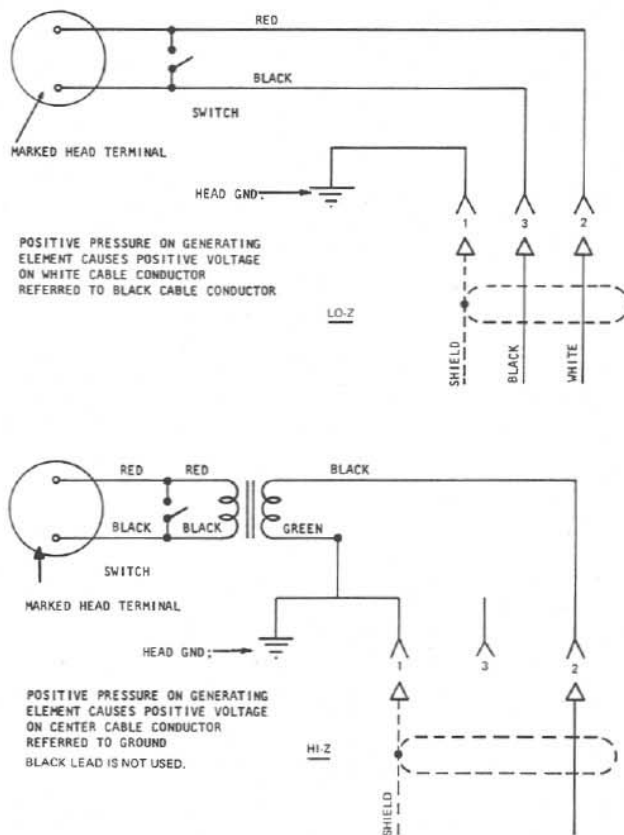 RED
BLACK
SWITCH
MARKED HEAD TERMINAL
HEAD GND.
1
3
2
POSITIVE PRESSURE ON GENERATING
ELEMENT CAUSES POSITIVE VOLTAGE
ON WHITE CABLE CONDUCTOR
REFERRED TO BLACK CABLE CONDUCTOR
LO-Z
SHIELD
BLACK
WHITE
RED
RED
BLACK
BLACK
BLACK
GREEN
SWITCH
MARKED HEAD TERMINAL
HEAD GND.
1
3
2
POSITIVE PRESSURE ON GENERATING
ELEMENT CAUSES POSITIVE VOLTAGE
ON CENTER CABLE CONDUCTOR
REFERRED TO GROUND
BLACK LEAD IS NOT USED.
HI-Z
SHIELD